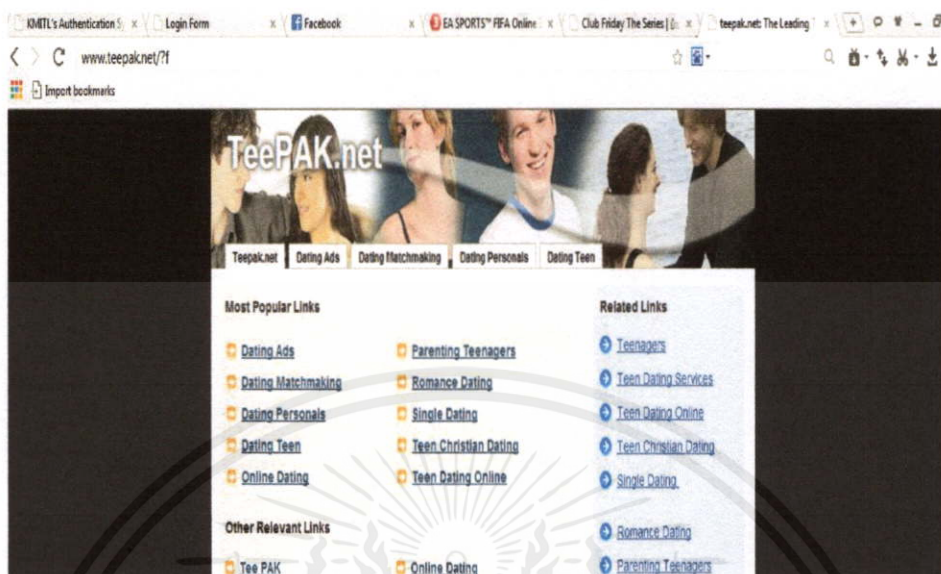 KMITL's Authentication S
Login Form
Facebook
EA SPORTS™ FIFA Online
Club Friday The Series |
teepak.net: The Leading
www.teepak.net/?f
Import bookmarks
TeePAK.net
Teepak.net Dating Ads Dating Matchmaking Dating Personals Dating Teen
Most Popular Links
Dating Ads
Dating Matchmaking
Dating Personals
Dating Teen
Online Dating
Parenting Teenagers
Romance Dating
Single Dating
Teen Christian Dating
Teen Dating Online
Other Relevant Links
Tee PAK
Online Dating
Related Links
Teenagers
Teen Dating Services
Teen Dating Online
Teen Christian Dating
Single Dating
Romance Dating
Parenting Teenagers